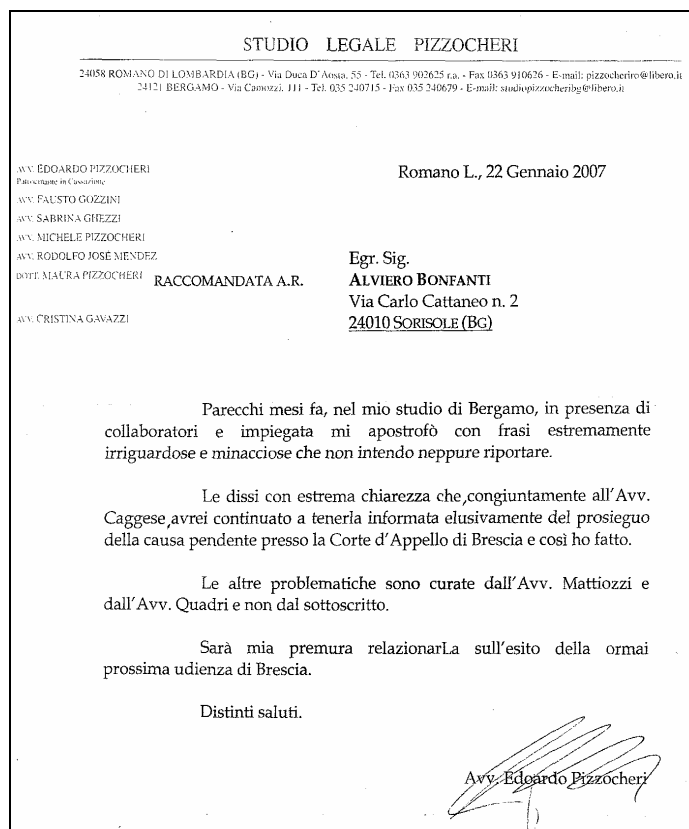 STUDIO LEGALE PIZZOCHERI
24058 ROMANO DI LOMBARDIA (BG) - Via Duca D'Aosta, 55 - Tel. 0363 902625 r.a. - Fax 0363 910626 - E-mail: pizzocheriro@libero.it
24121 BERGAMO - Via Camozzi, 111 - Tel. 035 240715 - Fax 035 240679 - E-mail: studiopizzocheribg@libero.it
AVV. EDOARDO PIZZOCHERI
Patrocinante in Cassazione
AVV. FAUSTO GOZZINI
AVV. SABRINA GHEZZI
AVV. MICHELE PIZZOCHERI
AVV. RODOLFO JOSÉ MENDEZ
DOTT. MAURA PIZZOCHERI
AVV. CRISTINA GAVAZZI
Romano L., 22 Gennaio 2007
RACCOMANDATA A.R.
Egr. Sig.
ALVIERO BONFANTI
Via Carlo Cattaneo n. 2
24010 SORISOLE (BG)
Parecchi mesi fa, nel mio studio di Bergamo, in presenza di
collaboratori e impiegata mi apostrofò con frasi estremamente
irriguardose e minacciose che non intendo neppure riportare.
Le dissi con estrema chiarezza che,congiuntamente all'Avv.
Caggese,avrei continuato a tenerla informata elusivamente del prosieguo
della causa pendente presso la Corte d'Appello di Brescia e così ho fatto.
Le altre problematiche sono curate dall'Avv. Mattiozzi e
dall'Avv. Quadri e non dal sottoscritto.
Sarà mia premura relazionarLa sull'esito della ormai
prossima udienza di Brescia.
Distinti saluti.
Avv. Edoardo Pizzocheri